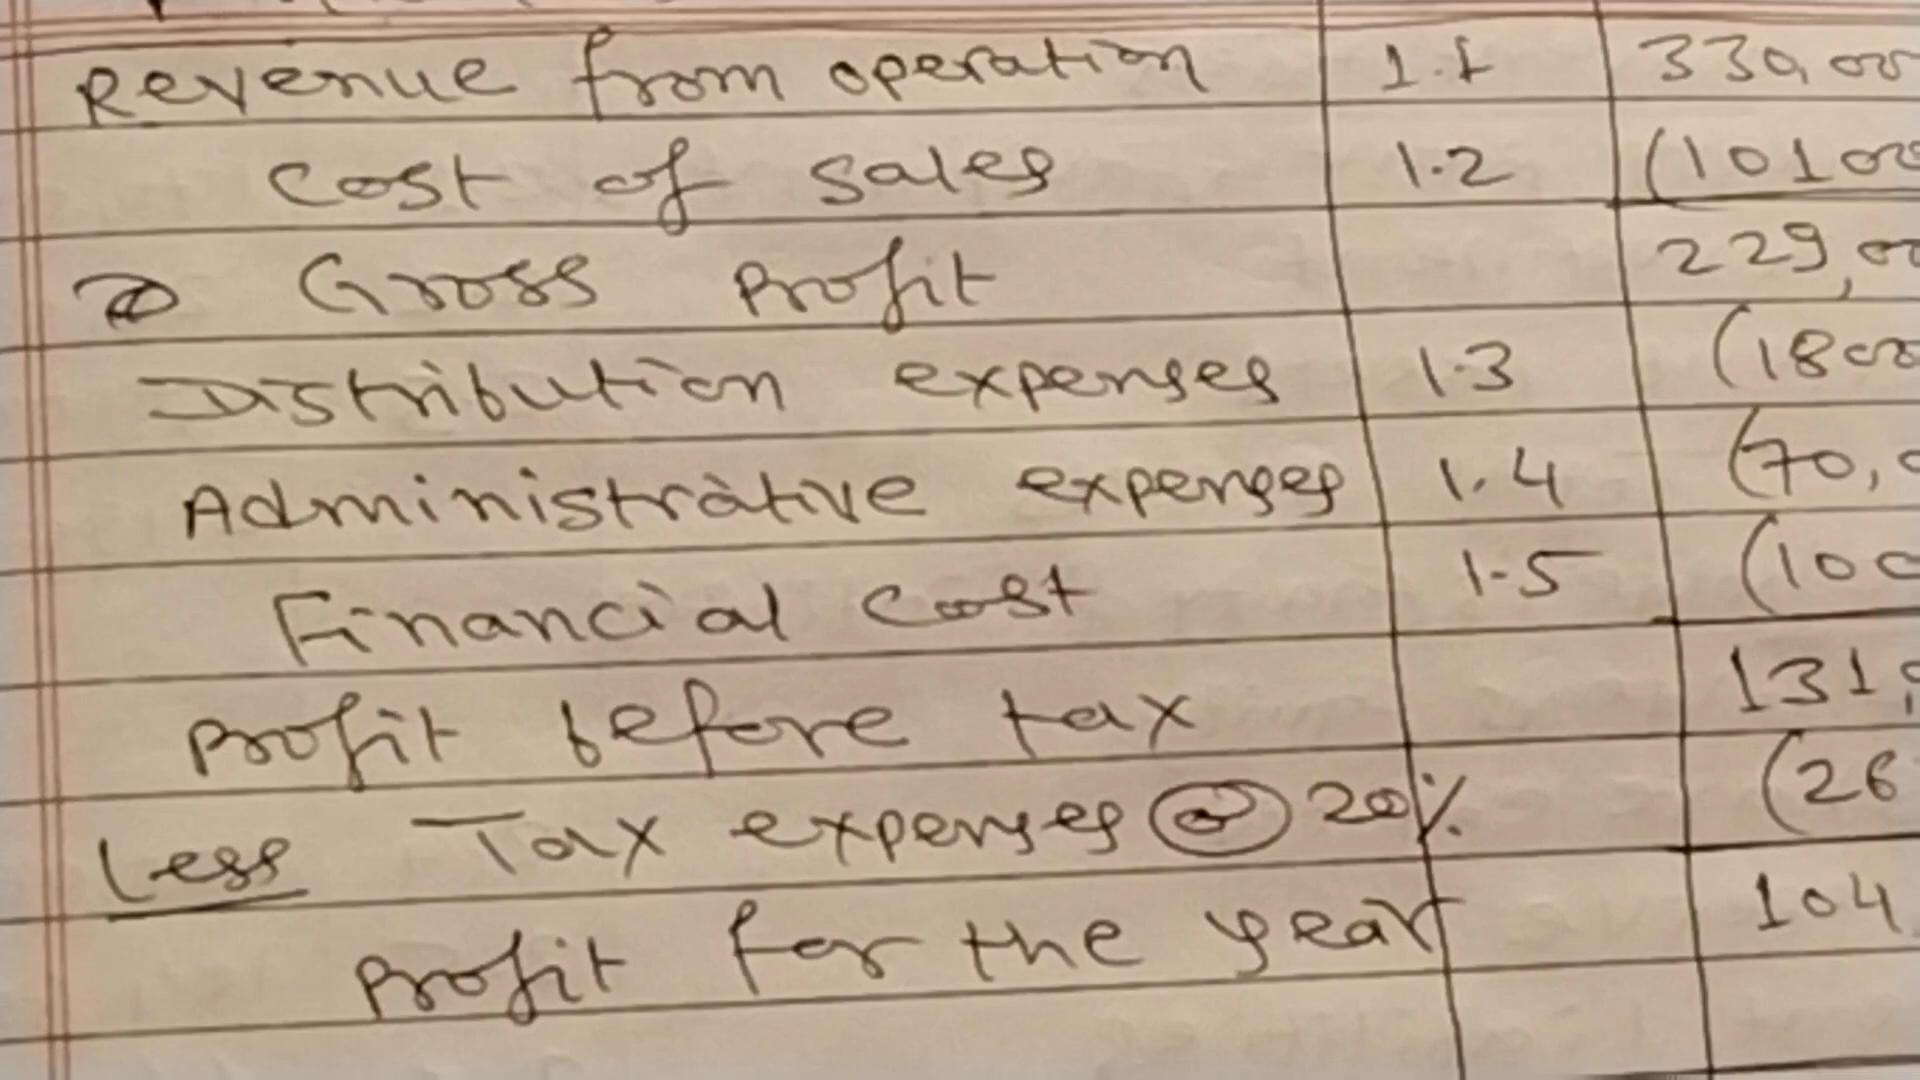 Revenue from operation 1.1 330,00
Cost of sales 1.2 (10100
Gross Profit 229,00
Distribution expenses 1.3 (1800
Administrative expenses 1.4 (70,0
Financial cost 1.5 (100
Profit before tax 131,
Less Tax expenses @ 20% (26
Profit for the year 104